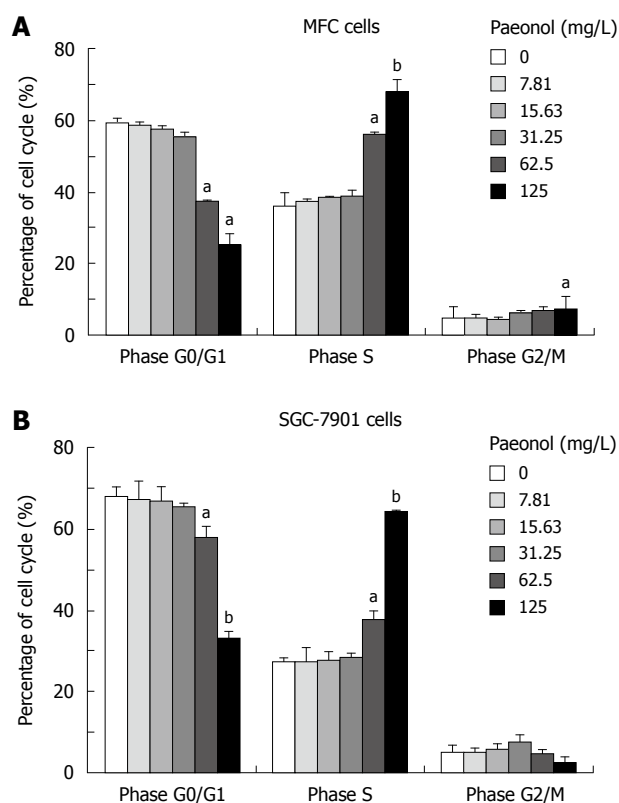 A
MFC cells
Paeonol (mg/L)
0
7.81
15.63
31.25
62.5
125
Percentage of cell cycle (%)
80
60
40
20
0
a
a
a
b
a
Phase G0/G1
Phase S
Phase G2/M
B
SGC-7901 cells
Paeonol (mg/L)
0
7.81
15.63
31.25
62.5
125
Percentage of cell cycle (%)
80
60
40
20
0
a
b
a
b
Phase G0/G1
Phase S
Phase G2/M